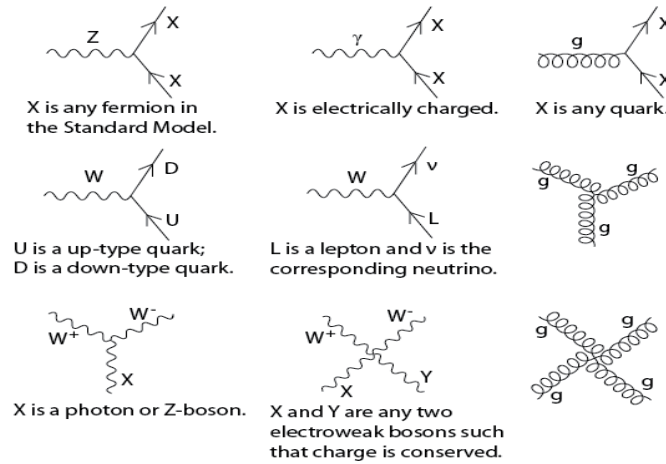 Z
X
X
X is any fermion in
the Standard Model.
γ
X
X
X is electrically charged.
g
X
X
X is any quark.
W
D
U
U is a up-type quark;
D is a down-type quark.
W
ν
L
L is a lepton and ν is the
corresponding neutrino.
g
g
g
W⁺
W⁻
X
X is a photon or Z-boson.
W⁺
W⁻
X
Y
X and Y are any two
electroweak bosons such
that charge is conserved.
g
g
g
g